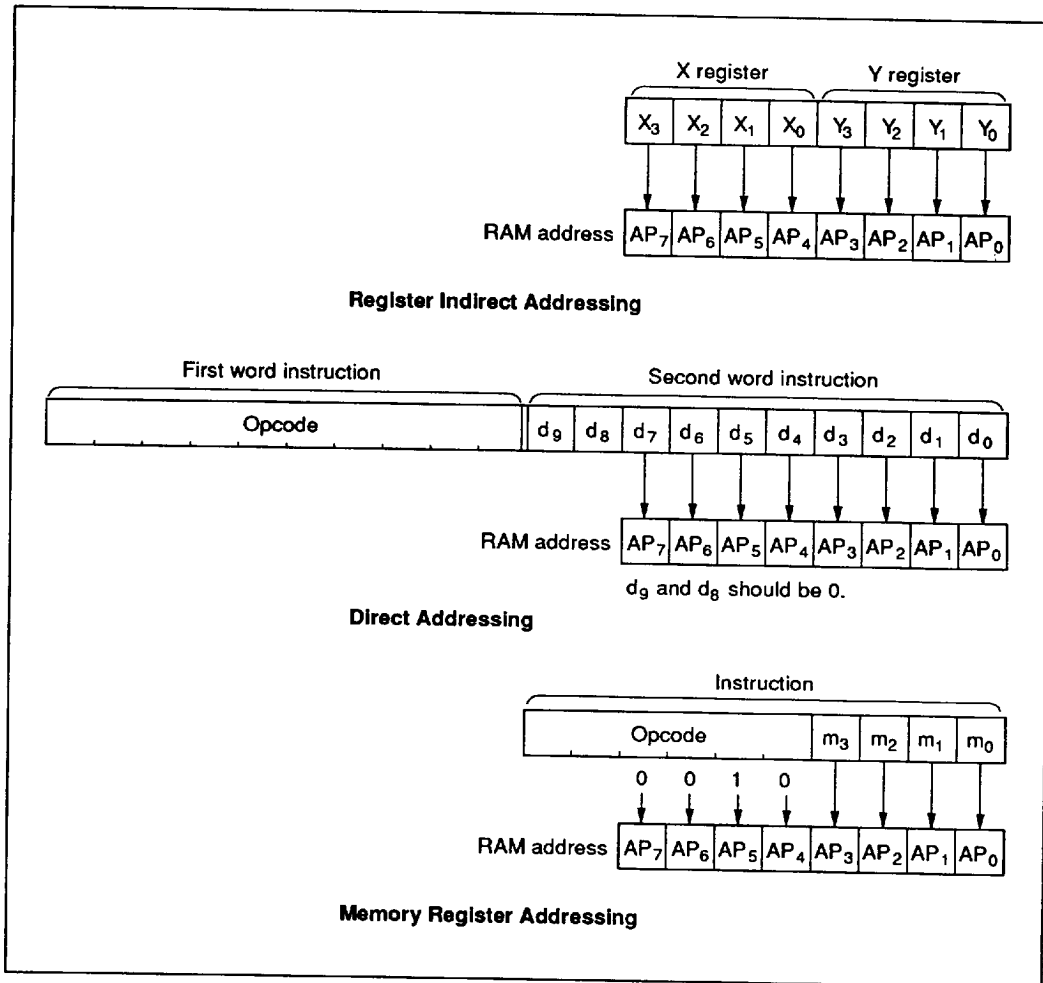 X register Y register
X3 X2 X1 X0 Y3 Y2 Y1 Y0
RAM address AP7 AP6 AP5 AP4 AP3 AP2 AP1 AP0
Register Indirect Addressing
First word instruction Second word instruction
Opcode d9 d8 d7 d6 d5 d4 d3 d2 d1 d0
RAM address AP7 AP6 AP5 AP4 AP3 AP2 AP1 AP0
d9 and d8 should be 0.
Direct Addressing
Instruction
Opcode m3 m2 m1 m0
0 0 1 0
RAM address AP7 AP6 AP5 AP4 AP3 AP2 AP1 AP0
Memory Register Addressing